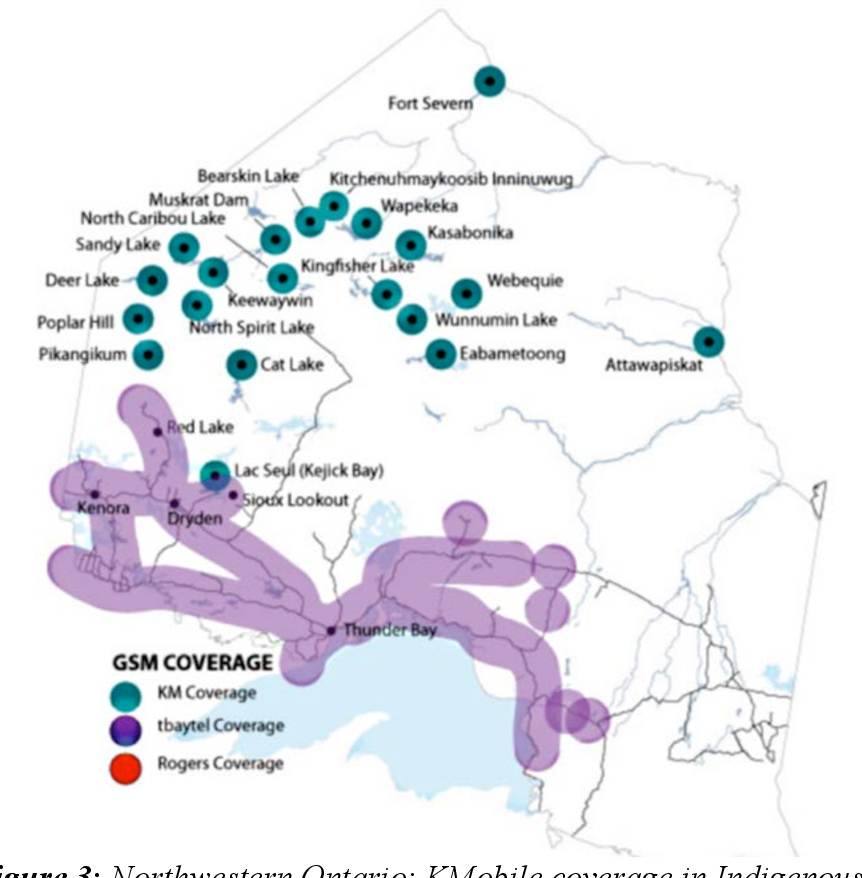 Fort Severn
Bearskin Lake
Kitchenuhmaykoosib Inninuwug
Muskrat Dam
Wapekeka
North Caribou Lake
Kasabonika
Sandy Lake
Kingfisher Lake
Deer Lake
Webequie
Keewaywin
Poplar Hill
North Spirit Lake
Wunnumin Lake
Pikangikum
Eabametoong
Cat Lake
Attawapiskat
Red Lake
Lac Seul (Kejick Bay)
Sioux Lookout
Kenora
Dryden
Thunder Bay
GSM COVERAGE
KM Coverage
tbaytel Coverage
Rogers Coverage
igure 3: Northwestern Ontario: KMobile coverage in Indigenous